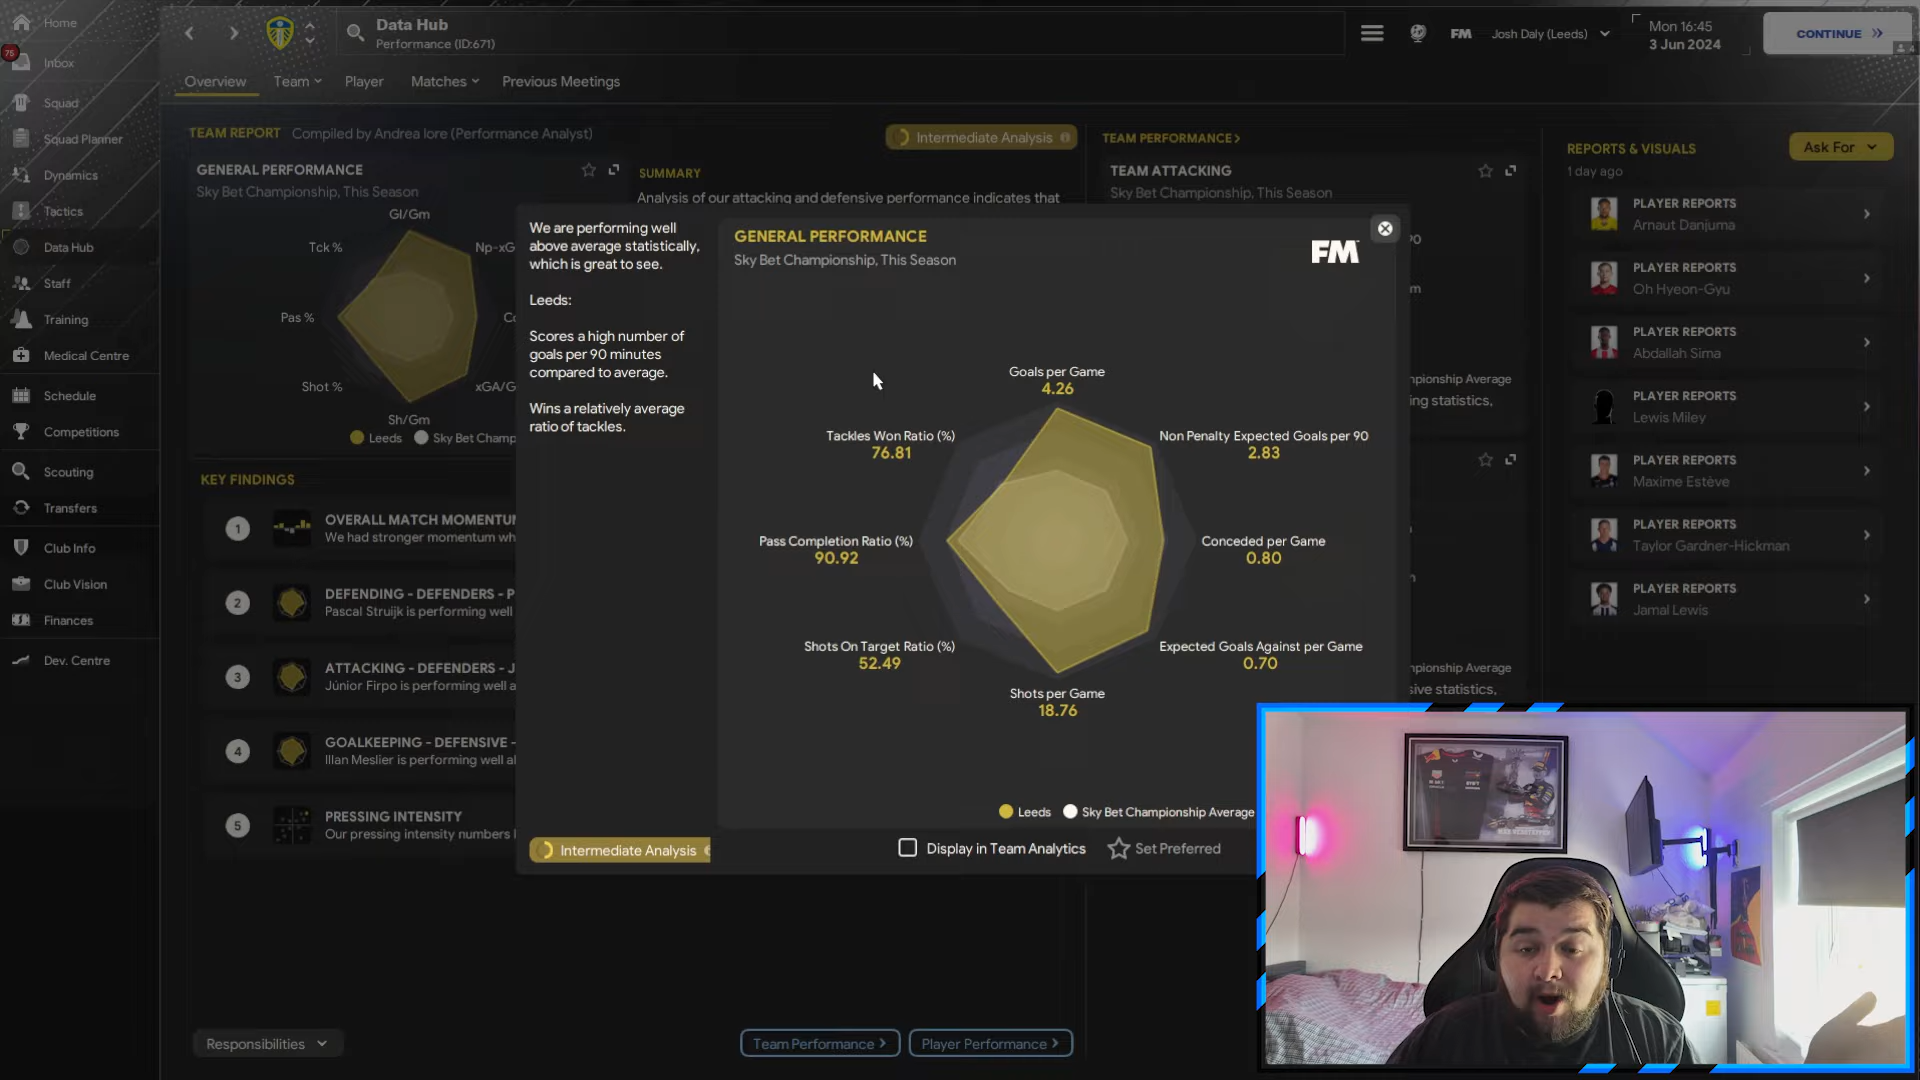 Home
75
Inbox
Squad
Squad Planner
Dynamics
Tactics
Data Hub
Staff
Training
Medical Centre
Schedule
Competitions
Scouting
Transfers
Club Info
Club Vision
Finances
Dev. Centre
Data Hub
Performance (ID:671)
FM
Josh Daly (Leeds)
Mon 16:45
3 Jun 2024
CONTINUE
4
Overview
Team
Player
Matches
Previous Meetings
TEAM REPORT Compiled by Andrea Iore (Performance Analyst)
Intermediate Analysis
GENERAL PERFORMANCE
Sky Bet Championship, This Season
Gl/Gm
Tck %
Np-xG
Pas %
Shot %
xGA/G
Sh/Gm
Leeds
Sky Bet Champ
SUMMARY
Analysis of our attacking and defensive performance indicates that
TEAM PERFORMANCE >
TEAM ATTACKING
Sky Bet Championship, This Season
REPORTS & VISUALS
1 day ago
Ask For
PLAYER REPORTS
Arnaut Danjuma
PLAYER REPORTS
Oh Hyeon-Gyu
PLAYER REPORTS
Abdallah Sima
PLAYER REPORTS
Lewis Miley
PLAYER REPORTS
Maxime Estève
PLAYER REPORTS
Taylor Gardner-Hickman
PLAYER REPORTS
Jamal Lewis
We are performing well
above average statistically,
which is great to see.
Leeds:
Scores a high number of
goals per 90 minutes
compared to average.
Wins a relatively average
ratio of tackles.
Intermediate Analysis
GENERAL PERFORMANCE
Sky Bet Championship, This Season
FM
Goals per Game
4.26
Tackles Won Ratio (%)
76.81
Non Penalty Expected Goals per 90
2.83
Pass Completion Ratio (%)
90.92
Conceded per Game
0.80
Shots On Target Ratio (%)
52.49
Expected Goals Against per Game
0.70
Shots per Game
18.76
Leeds
Sky Bet Championship Average
Display in Team Analytics
Set Preferred
KEY FINDINGS
1
OVERALL MATCH MOMENTU
We had stronger momentum wh
2
DEFENDING - DEFENDERS - P
Pascal Struijk is performing well
3
ATTACKING - DEFENDERS - J
Júnior Firpo is performing well a
4
GOALKEEPING - DEFENSIVE -
Illan Meslier is performing well al
5
PRESSING INTENSITY
Our pressing intensity numbers
Responsibilities
Team Performance >
Player Performance >
MAX VERSTAPPEN